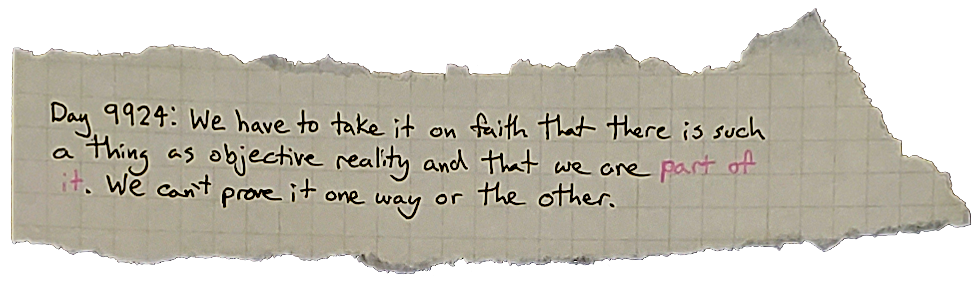 Day 9924: We have to take it on faith that there is such
a thing as objective reality and that we are part of
it. We can't prove it one way or the other.